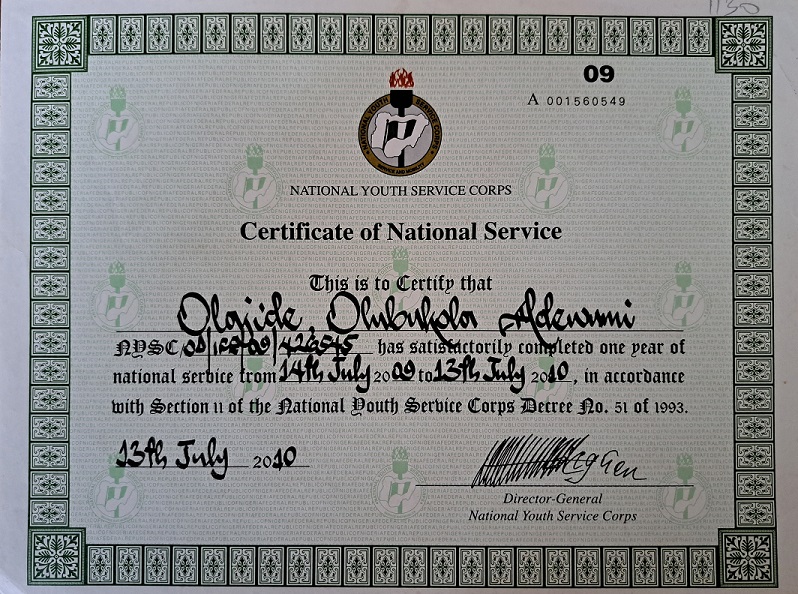 1130
09
A 001560549
NATIONAL YOUTH SERVICE CORPS
SERVICE AND HUMILITY
NATIONAL YOUTH SERVICE CORPS
Certificate of National Service
This is to Certify that
Olajide, Olubukola Adewumi
NYSC/ has satisfactorily completed one year of
national service from 14th July 2009 to 13th July 2010, in accordance
with Section 11 of the National Youth Service Corps Decree No. 51 of 1993.
13th July 2010
Director-General
National Youth Service Corps